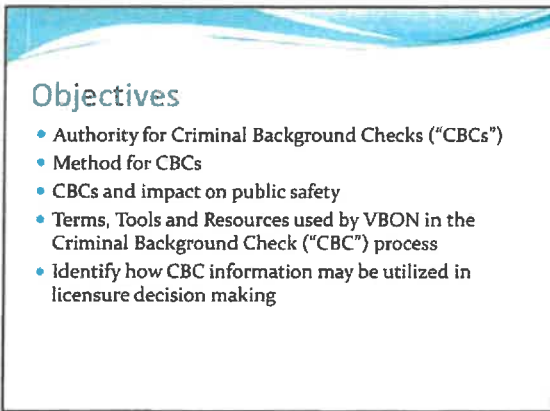 Objectives
• Authority for Criminal Background Checks ("CBCs")
• Method for CBCs
• CBCs and impact on public safety
• Terms, Tools and Resources used by VBON in the
Criminal Background Check ("CBC") process
• Identify how CBC information may be utilized in
licensure decision making